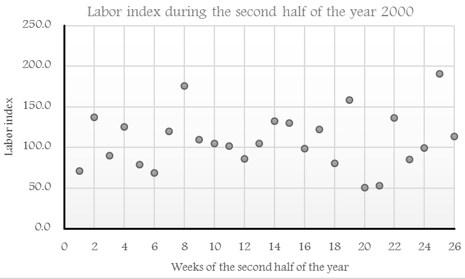 Labor index during the second half of the year 2000
250.0
200.0
150.0
100.0
50.0
0.0
Labor index
0 2 4 6 8 10 12 14 16 18 20 22 24 26
Weeks of the second half of the year